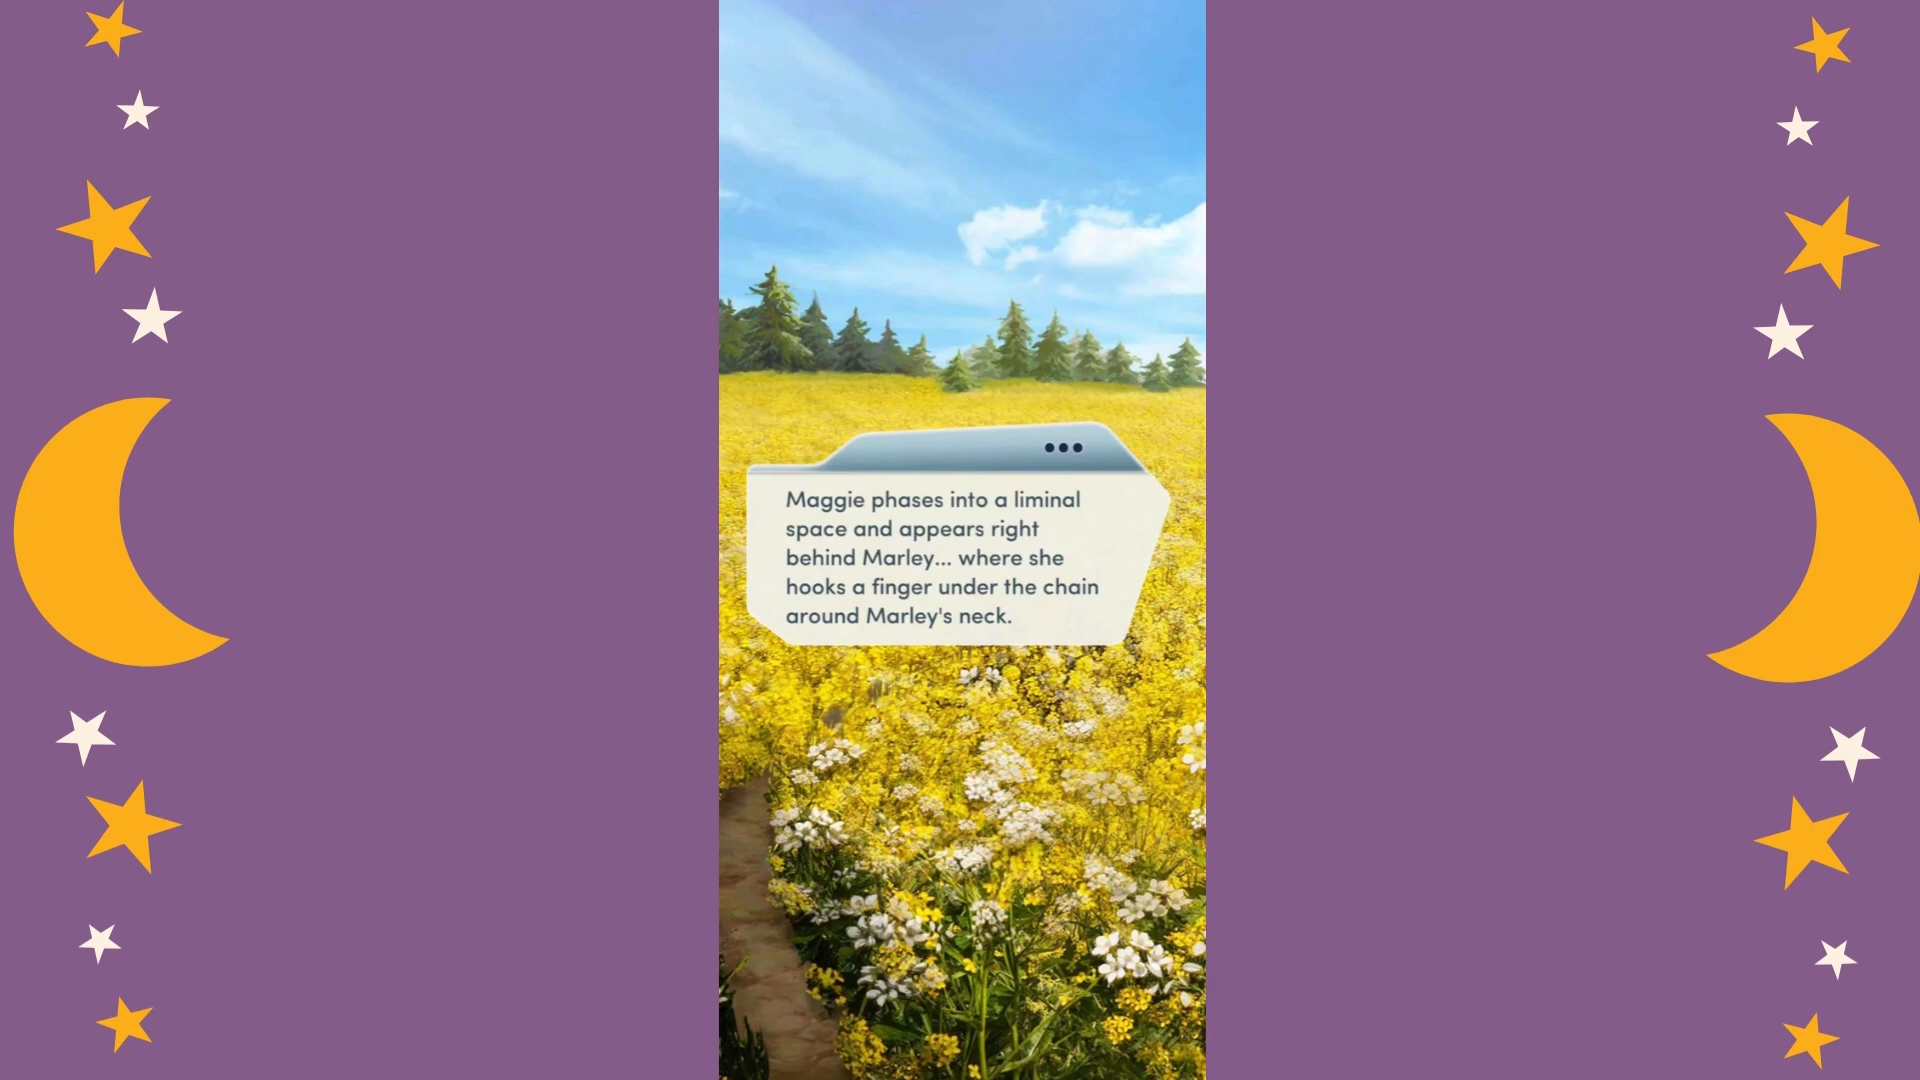 Maggie phases into a liminal
space and appears right
behind Marley... where she
hooks a finger under the chain
around Marley's neck.